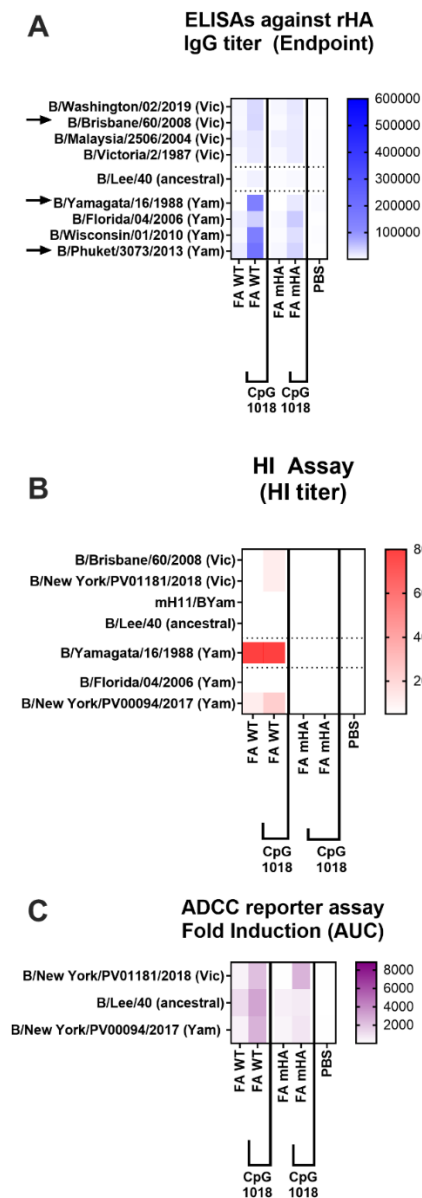 A
ELISAs against rHA
IgG titer (Endpoint)
B/Washington/02/2019 (Vic)
B/Brisbane/60/2008 (Vic)
B/Malaysia/2506/2004 (Vic)
B/Victoria/2/1987 (Vic)
B/Lee/40 (ancestral)
B/Yamagata/16/1988 (Yam)
B/Florida/04/2006 (Yam)
B/Wisconsin/01/2010 (Yam)
B/Phuket/3073/2013 (Yam)
600000
500000
400000
300000
200000
100000
FA WT
FA WT
FA mHA
FA mHA
PBS
CpG
1018
CpG
1018
B
HI Assay
(HI titer)
B/Brisbane/60/2008 (Vic)
B/New York/PV01181/2018 (Vic)
mH11/BYam
B/Lee/40 (ancestral)
B/Yamagata/16/1988 (Yam)
B/Florida/04/2006 (Yam)
B/New York/PV00094/2017 (Yam)
FA WT
FA WT
FA mHA
FA mHA
PBS
CpG
1018
CpG
1018
C
ADCC reporter assay
Fold Induction (AUC)
B/New York/PV01181/2018 (Vic)
B/Lee/40 (ancestral)
B/New York/PV00094/2017 (Yam)
8000
6000
4000
2000
FA WT
FA WT
FA mHA
FA mHA
PBS
CpG
1018
CpG
1018